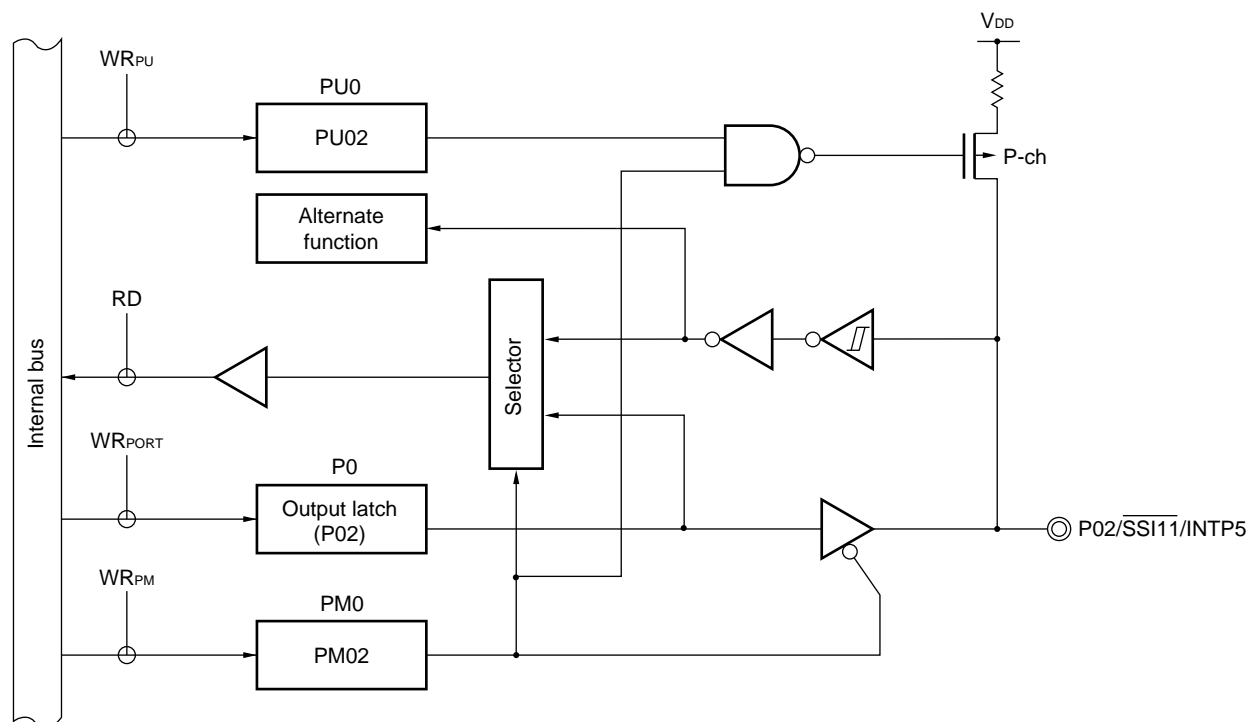 VDD
WRPU
PU0
PU02
P-ch
Alternate
function
RD
Selector
Internal bus
WRPORT
P0
Output latch
(P02)
P02/SSI11/INTP5
WRPM
PM0
PM02